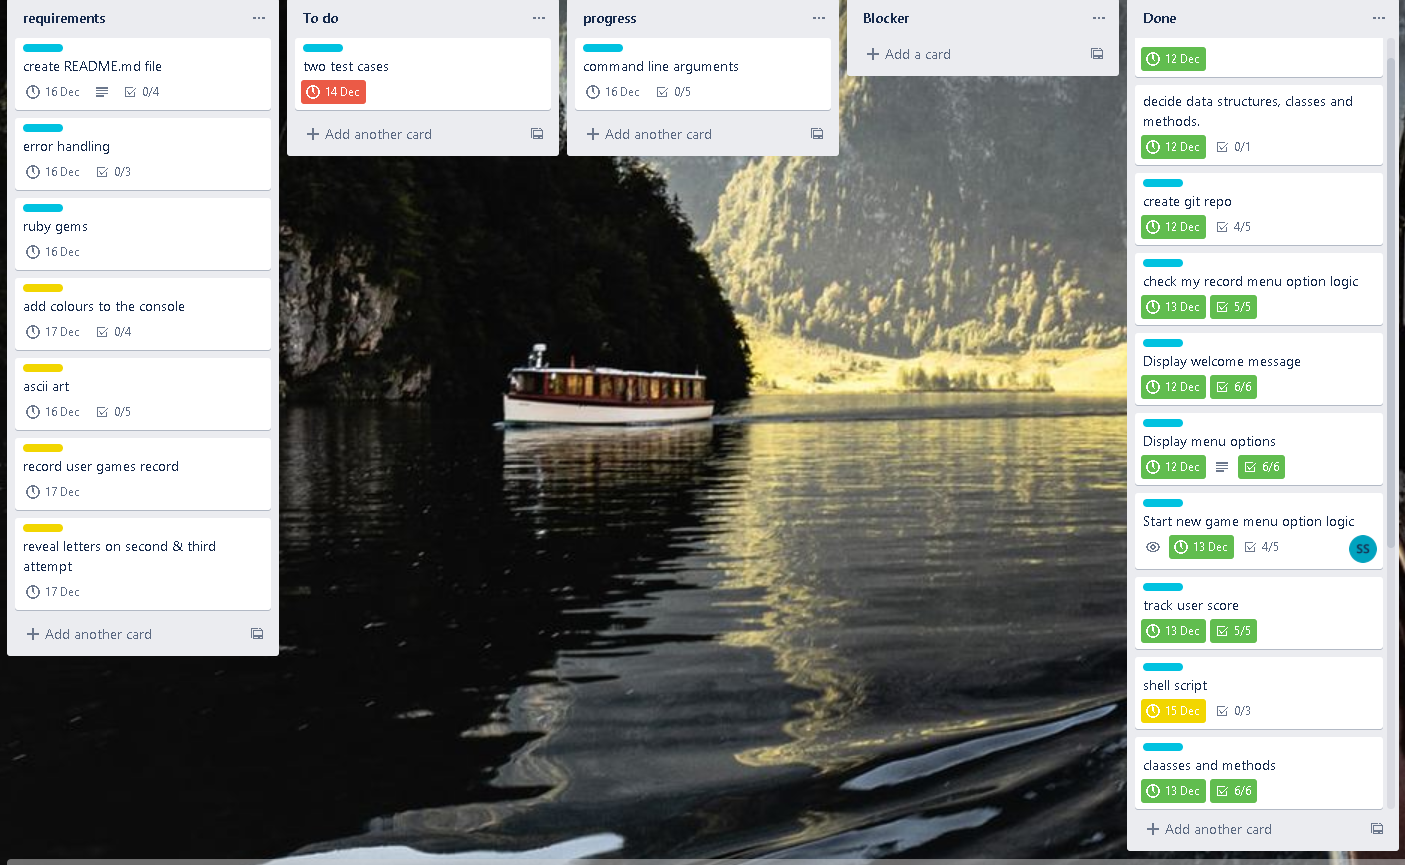 requirements
create README.md file
16 Dec 0/4
error handling
16 Dec 0/3
ruby gems
16 Dec
add colours to the console
17 Dec 0/4
ascii art
16 Dec 0/5
record user games record
17 Dec
reveal letters on second & third
attempt
17 Dec
Add another card
To do
two test cases
14 Dec
Add another card
progress
command line arguments
16 Dec 0/5
Add another card
Blocker
Add a card
Done
12 Dec
decide data structures, classes and
methods.
12 Dec 0/1
create git repo
12 Dec 4/5
check my record menu option logic
13 Dec 5/5
Display welcome message
12 Dec 6/6
Display menu options
12 Dec 6/6
Start new game menu option logic
13 Dec 4/5 SS
track user score
13 Dec 5/5
shell script
15 Dec 0/3
claasses and methods
13 Dec 6/6
Add another card